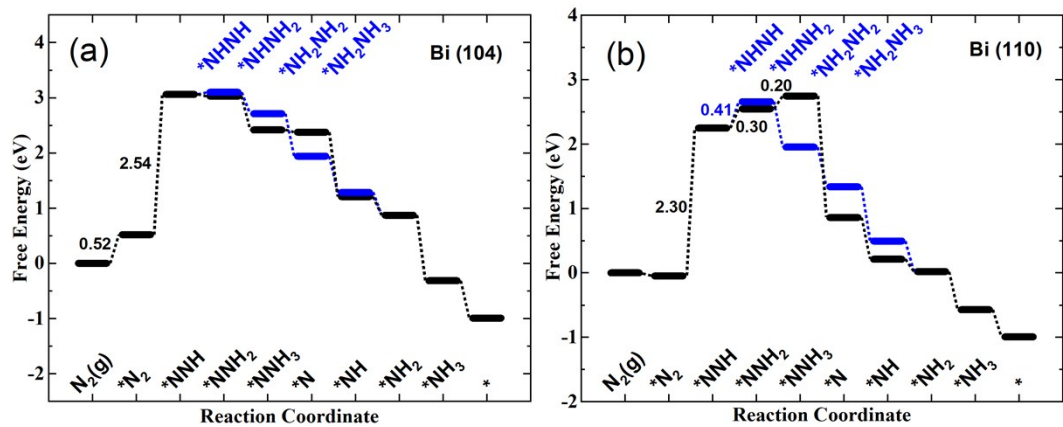 (a)
Bi (104)
*NHNH
*NHNH₂
*NH₂NH₂
*NH₂NH₃
Free Energy (eV)
4
3
2
1
0
-1
-2
0.52
2.54
N₂(g)
*N₂
*NNH
*NNH₂
*NNH₃
*N
*NH
*NH₂
*NH₃
*
Reaction Coordinate
(b)
Bi (110)
*NHNH
*NHNH₂
*NH₂NH₂
*NH₂NH₃
Free Energy (eV)
4
3
2
1
0
-1
-2
2.30
0.41
0.30
0.20
N₂(g)
*N₂
*NNH
*NNH₂
*NNH₃
*N
*NH
*NH₂
*NH₃
*
Reaction Coordinate